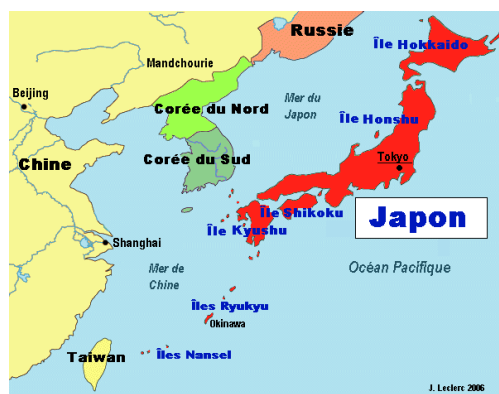 Russie
Île Hokkaido
Mandchourie
Beijing
Mer du
Japon
Corée du Nord
Île Honshu
Corée du Sud
Tokyo
Chine
Île Shikoku
Île
Kyushu
Japon
Shanghai
Mer de
Chine
Océan Pacifique
Îles Ryukyu
Okinawa
Taiwan
Îles Nansel
J. Leclerc 2006